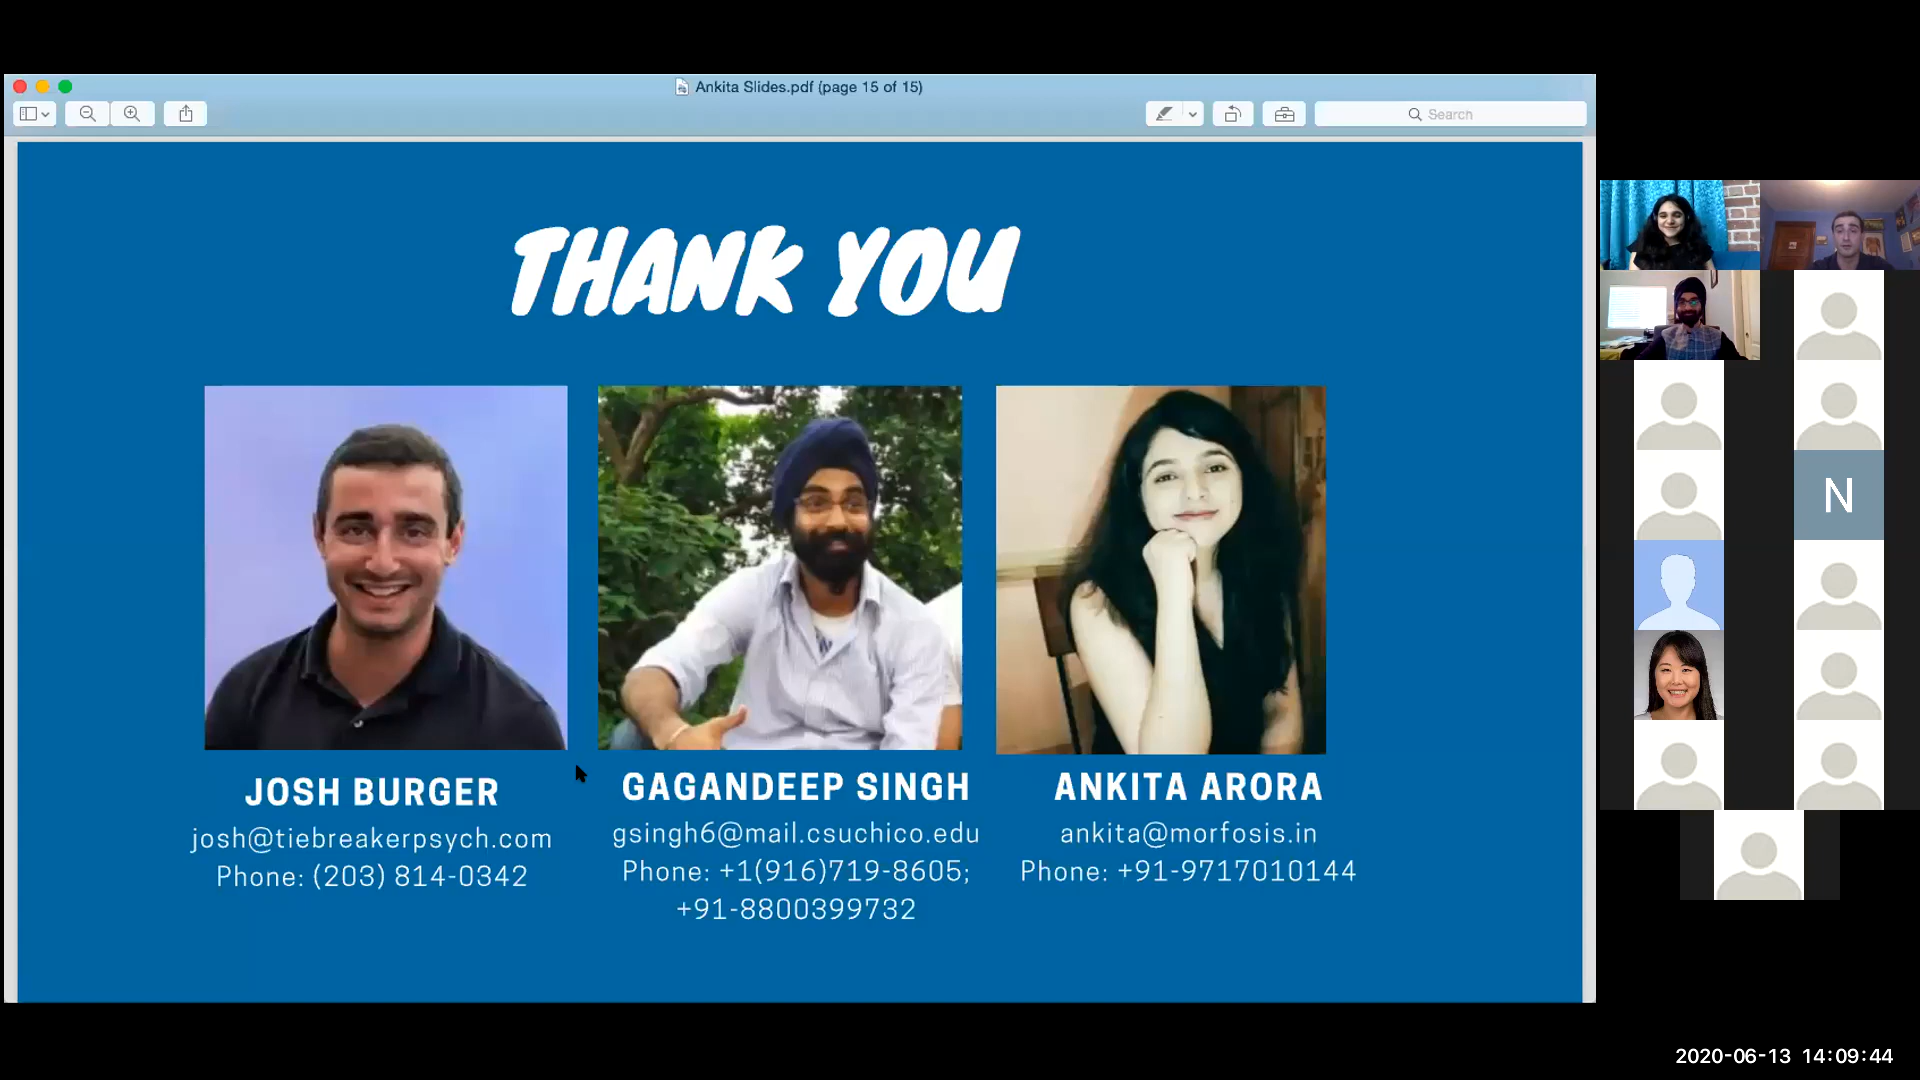 Ankita Slides.pdf (page 15 of 15)
Search
THANK YOU
JOSH BURGER
josh@tiebreakerpsych.com
Phone: (203) 814-0342
GAGANDEEP SINGH
gsingh6@mail.csuchico.edu
Phone: +1(916)719-8605;
+91-8800399732
ANKITA ARORA
ankita@morfosis.in
Phone: +91-9717010144
N
2020-06-13 14:09:44